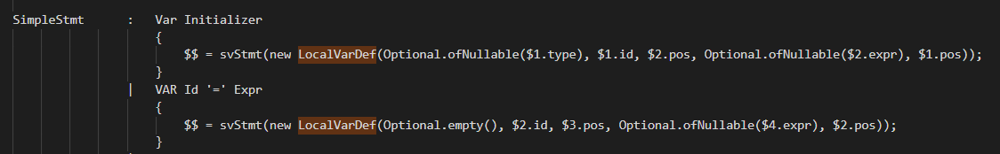 SimpleStmt      :   Var Initializer
                    {
                        $$ = svStmt(new LocalVarDef(Optional.ofNullable($1.type), $1.id, $2.pos, Optional.ofNullable($2.expr), $1.pos));
                    }
                |   VAR Id '=' Expr
                    {
                        $$ = svStmt(new LocalVarDef(Optional.empty(), $2.id, $3.pos, Optional.ofNullable($4.expr), $2.pos));
                    }